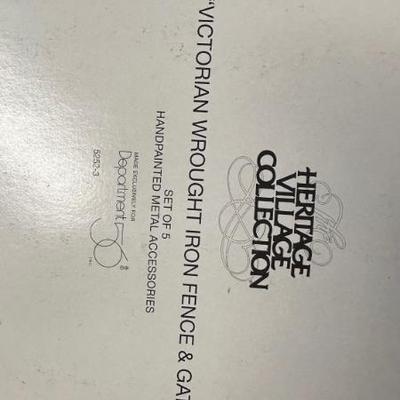 HERITAGE
VILLAGE
COLLECTION
"VICTORIAN WROUGHT IRON FENCE & GAT
SET OF 5
HANDPAINTED METAL ACCESSORIES
MADE EXCLUSIVELY FOR
Department 56
5252-3